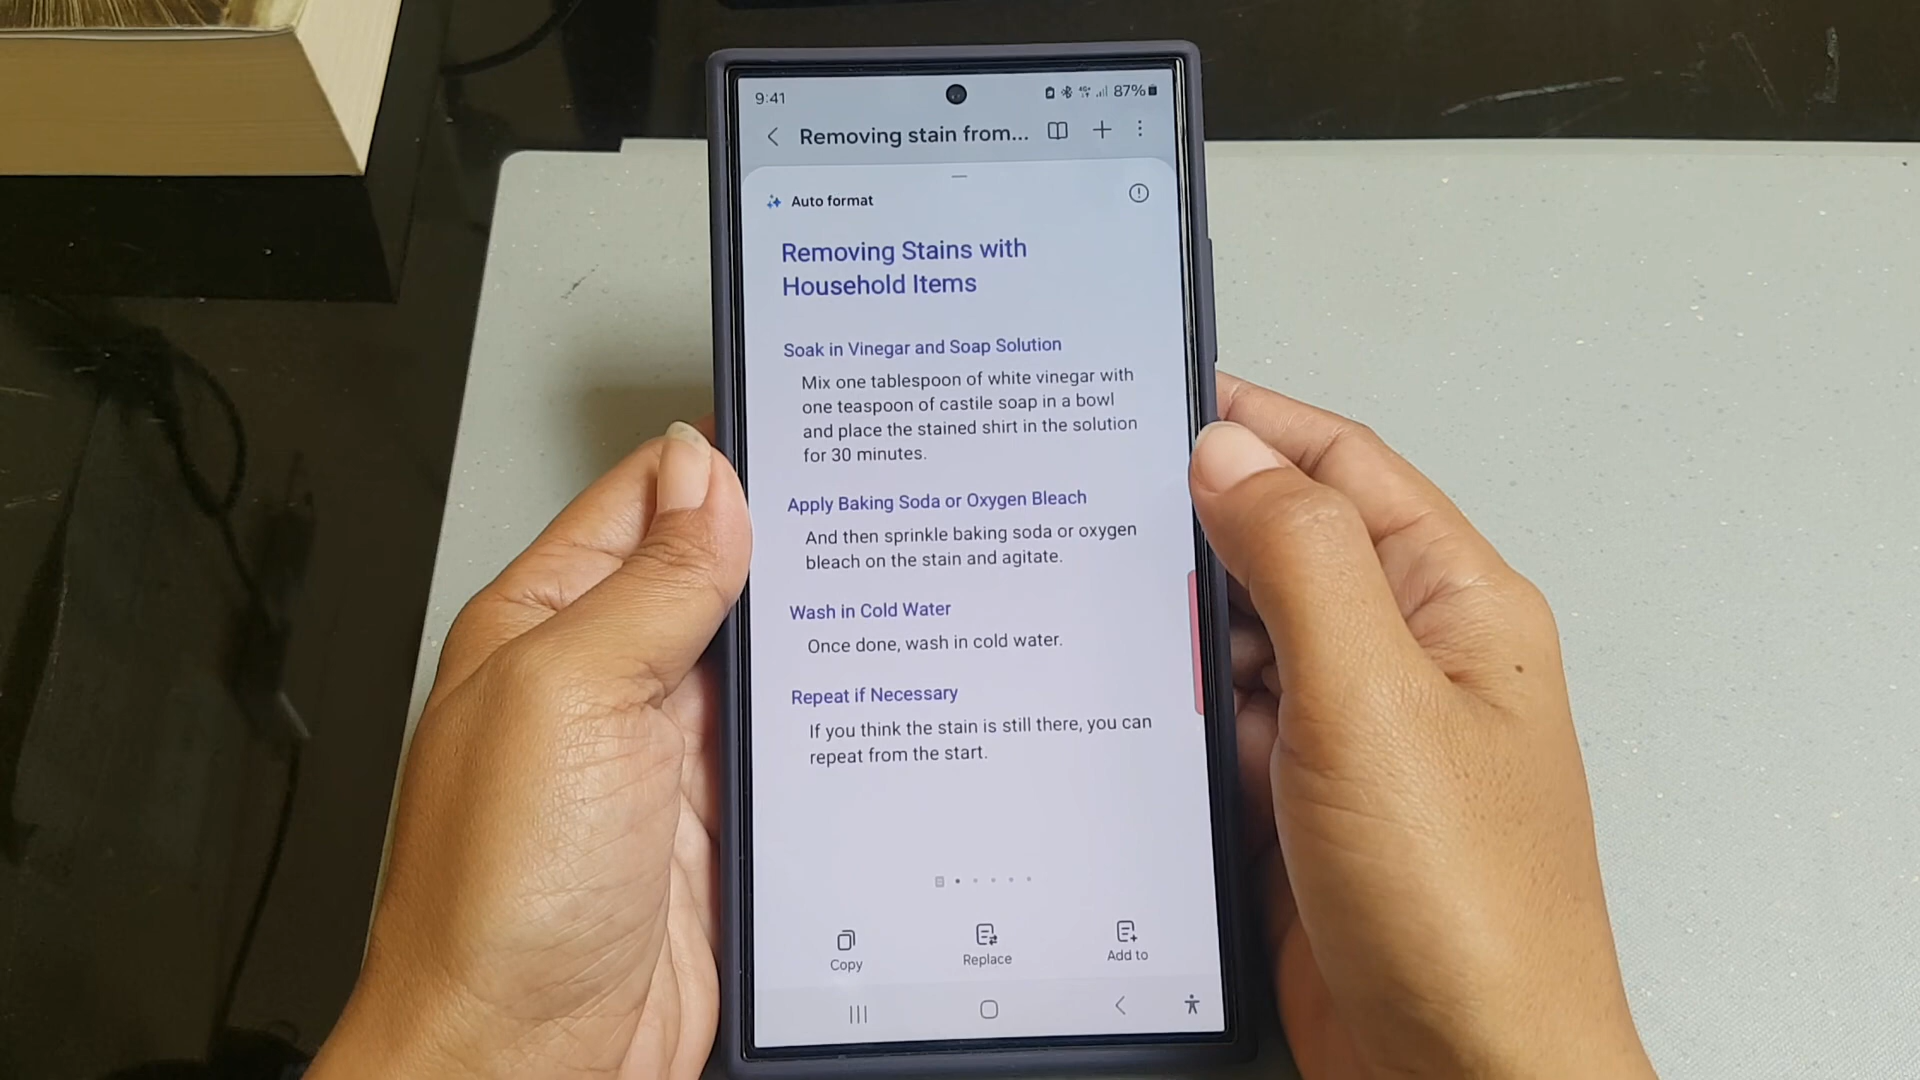 9:41
87%
Removing stain from...
Auto format
Removing Stains with
Household Items
Soak in Vinegar and Soap Solution
Mix one tablespoon of white vinegar with
one teaspoon of castile soap in a bowl
and place the stained shirt in the solution
for 30 minutes.
Apply Baking Soda or Oxygen Bleach
And then sprinkle baking soda or oxygen
bleach on the stain and agitate.
Wash in Cold Water
Once done, wash in cold water.
Repeat if Necessary
If you think the stain is still there, you can
repeat from the start.
Copy
Replace
Add to